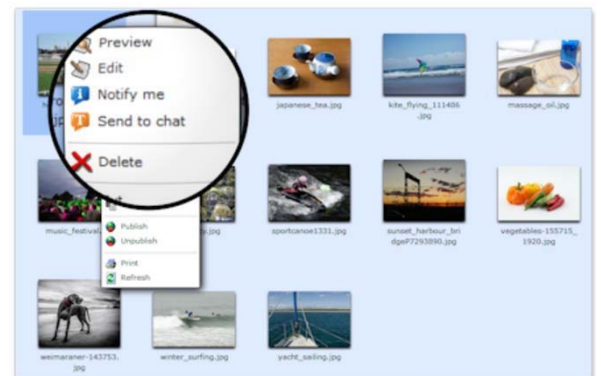 Preview
Edit
Notify me
Send to chat
Delete
Publish
Unpublish
Print
Refresh
japanese_tea.jpg
kite_flying_111486
.jpg
massage_oil.jpg
music_festival.
.jpg
sportcanoe1331.jpg
sunset_harbour_bri
dgeP7293890.jpg
vegetables-155715_
1920.jpg
weimaraner-143753.
jpg
winter_surfing.jpg
yacht_sailing.jpg